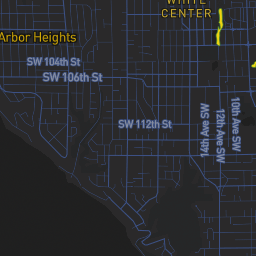 WHITE
CENTER
Arbor Heights
SW 104th St
SW 106th St
SW 112th St
14th Ave SW
12th Ave SW
10th Ave SW